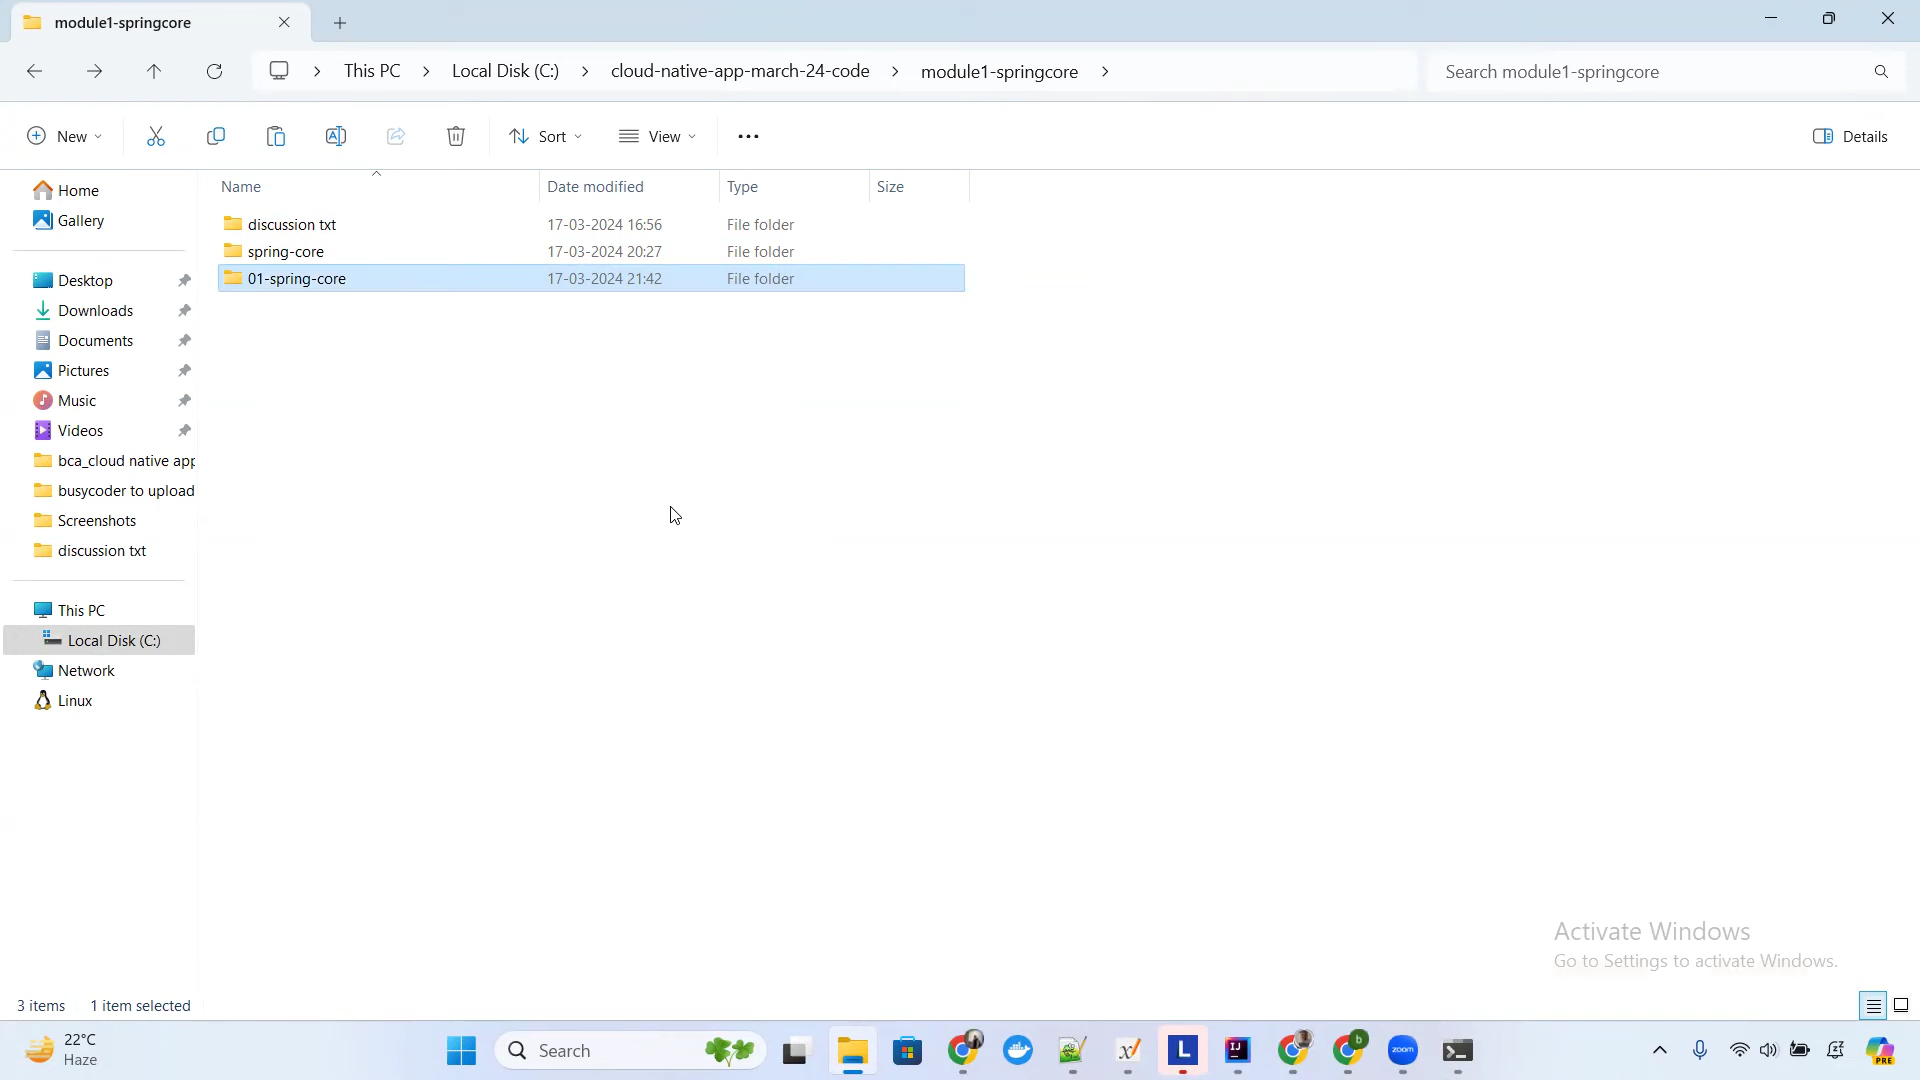 module1-springcore
This PC
Local Disk (C:)
cloud-native-app-march-24-code
module1-springcore
Search module1-springcore
New
Sort
View
Details
Name
Date modified
Type
Size
discussion txt 17-03-2024 16:56 File folder
spring-core 17-03-2024 20:27 File folder
01-spring-core 17-03-2024 21:42 File folder
Home
Gallery
Desktop
Downloads
Documents
Pictures
Music
Videos
bca_cloud native app
busycoder to upload
Screenshots
discussion txt
This PC
Local Disk (C:)
Network
Linux
Activate Windows
Go to Settings to activate Windows.
3 items 1 item selected
22°C
Haze
Search
L
IJ
b
zoom
PRE